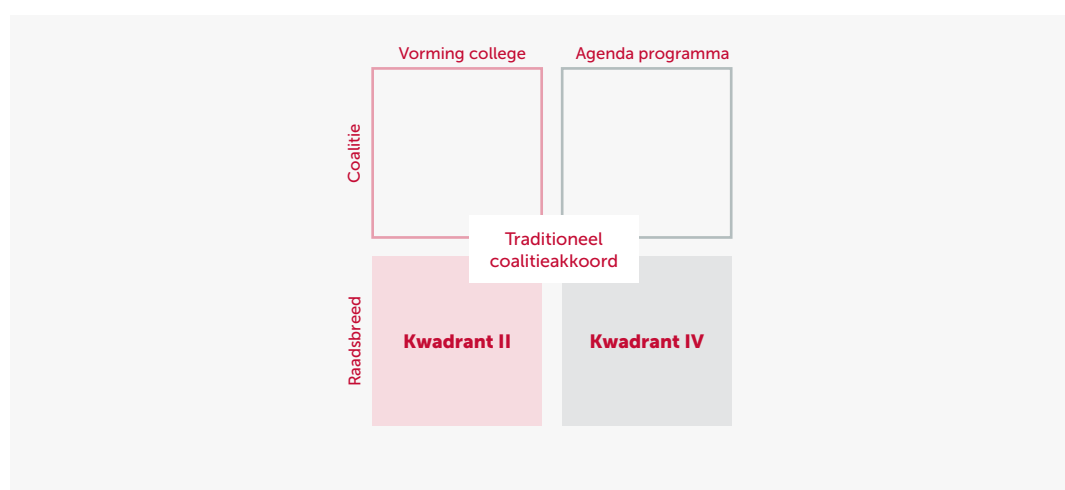 Vorming college
Agenda programma
Coalitie
Traditioneel
coalitieakkoord
Raadsbreed
Kwadrant II
Kwadrant IV